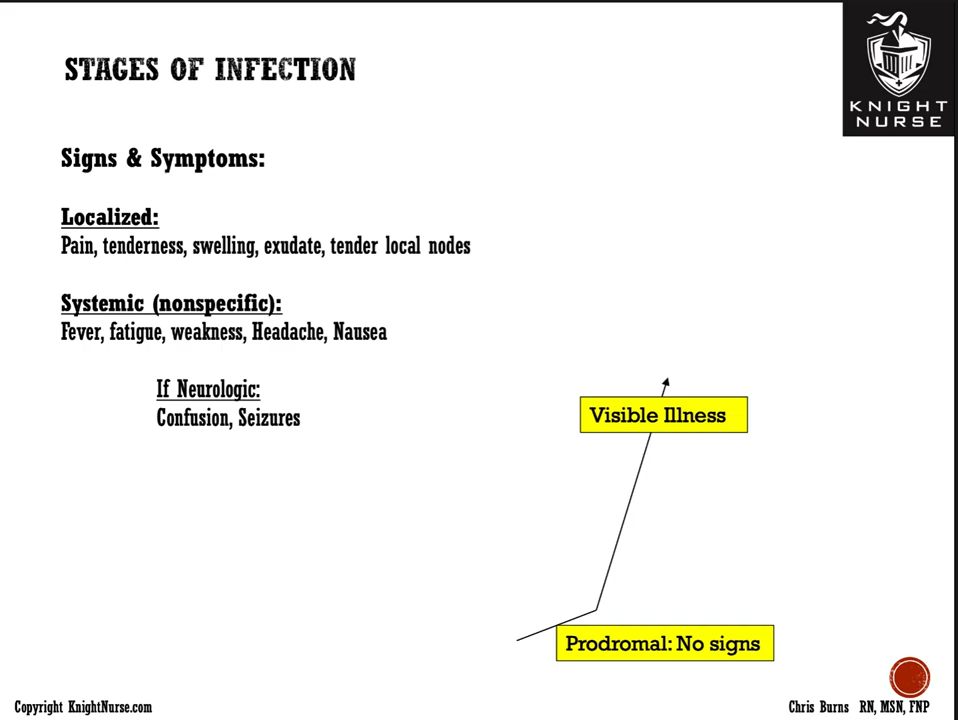 STAGES OF INFECTION
KNIGHT
NURSE
Signs & Symptoms:
Localized:
Pain, tenderness, swelling, exudate, tender local nodes
Systemic (nonspecific):
Fever, fatigue, weakness, Headache, Nausea
If Neurologic:
Confusion, Seizures
Visible Illness
Prodromal: No signs
Copyright KnightNurse.com
Chris Burns RN, MSN, FNP